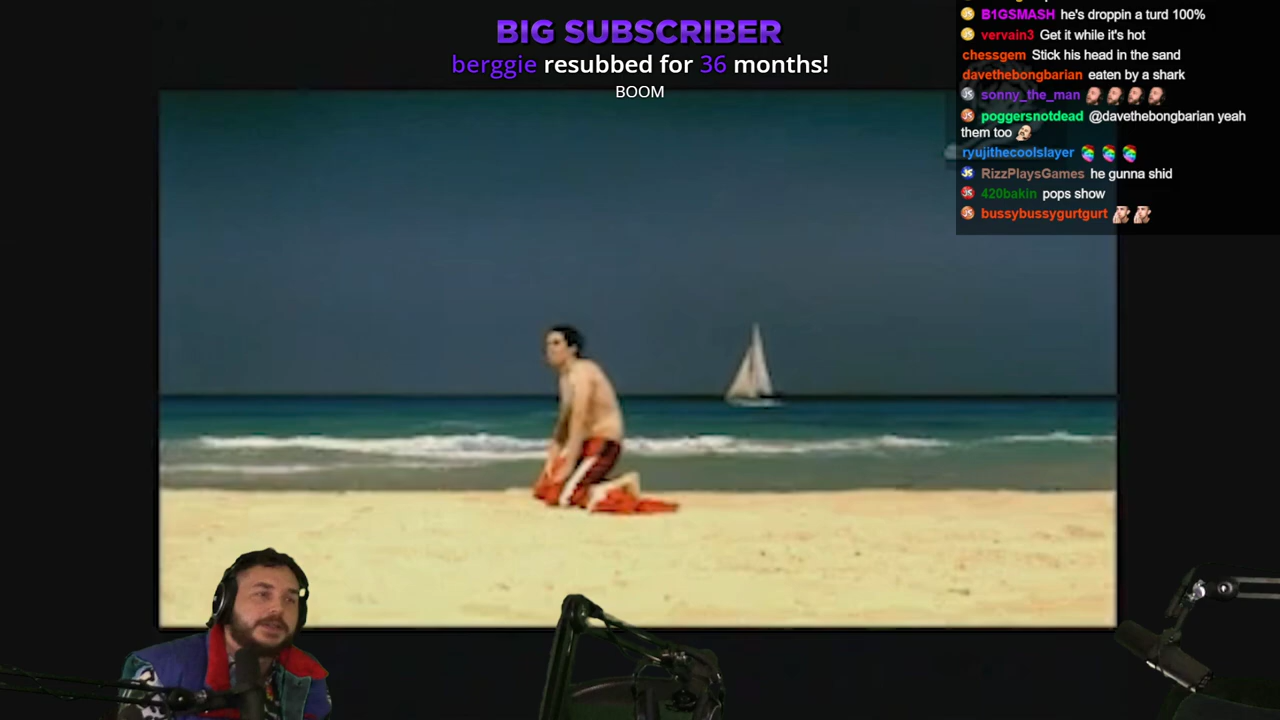 BIG SUBSCRIBER
berggie resubbed for 36 months!
BOOM
B1GSMASH he's droppin a turd 100%
vervain3 Get it while it's hot
chessgem Stick his head in the sand
davethebongbarian eaten by a shark
sonny_the_man
poggersnotdead @davethebongbarian yeah
them too
ryujithecoolslayer
RizzPlaysGames he gunna shid
420bakin pops show
bussybussygurtgurt